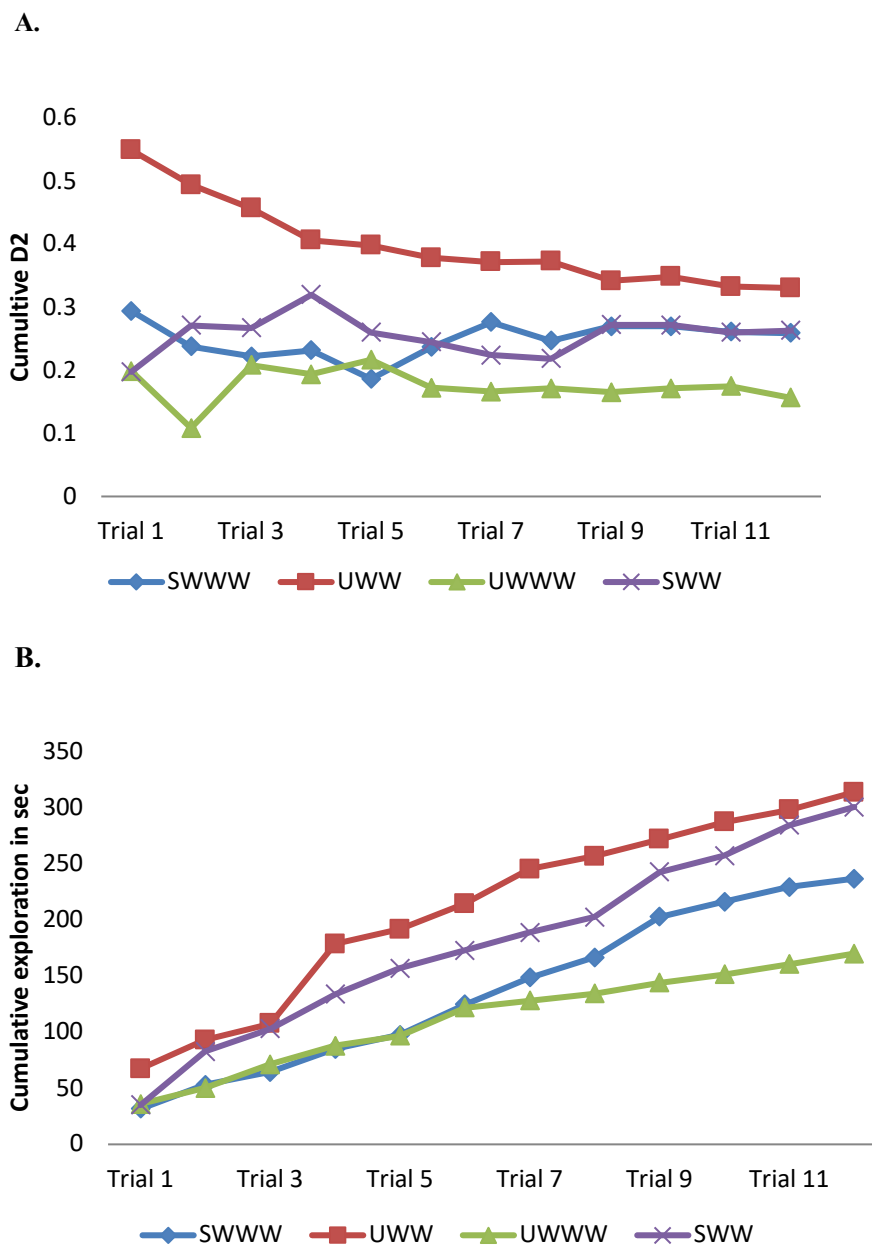 A.
0.6
0.5
0.4
0.3
0.2
0.1
0
Cumultive D2
Trial 1 Trial 3 Trial 5 Trial 7 Trial 9 Trial 11
SWWW UWW UWWW SWW
B.
350
300
250
200
150
100
50
0
Cumulative exploration in sec
Trial 1 Trial 3 Trial 5 Trial 7 Trial 9 Trial 11
SWWW UWW UWWW SWW